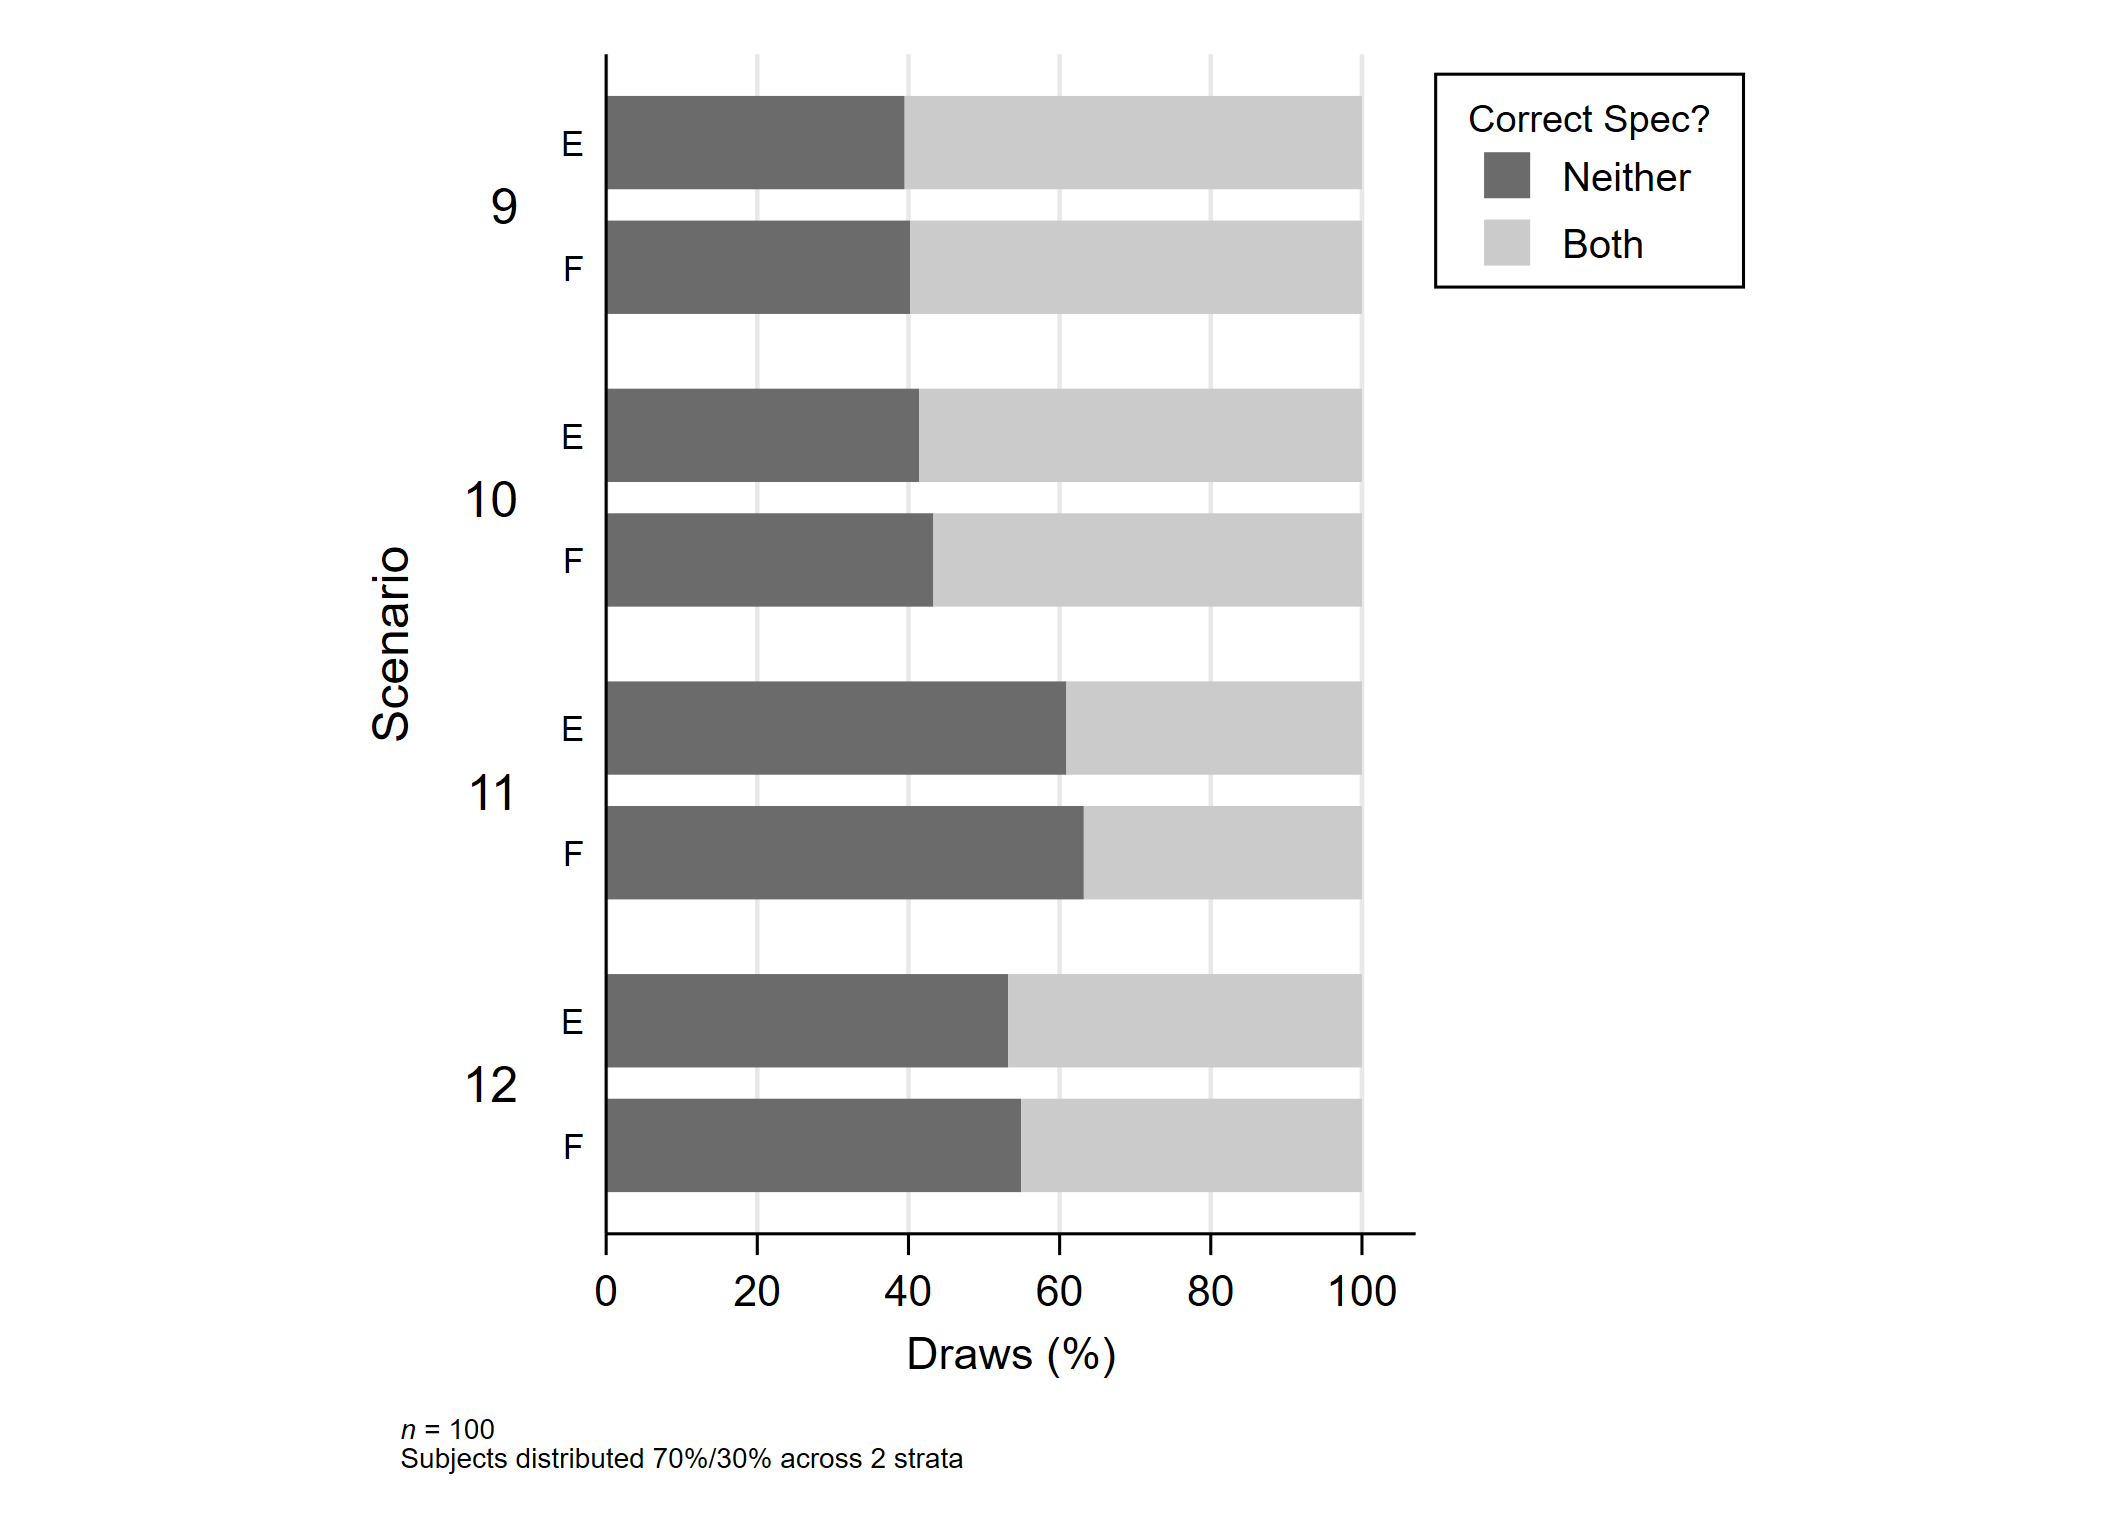 Correct Spec?
Neither
Both
Scenario
9
E
F
10
E
F
11
E
F
12
E
F
0 20 40 60 80 100
Draws (%)
n = 100
Subjects distributed 70%/30% across 2 strata